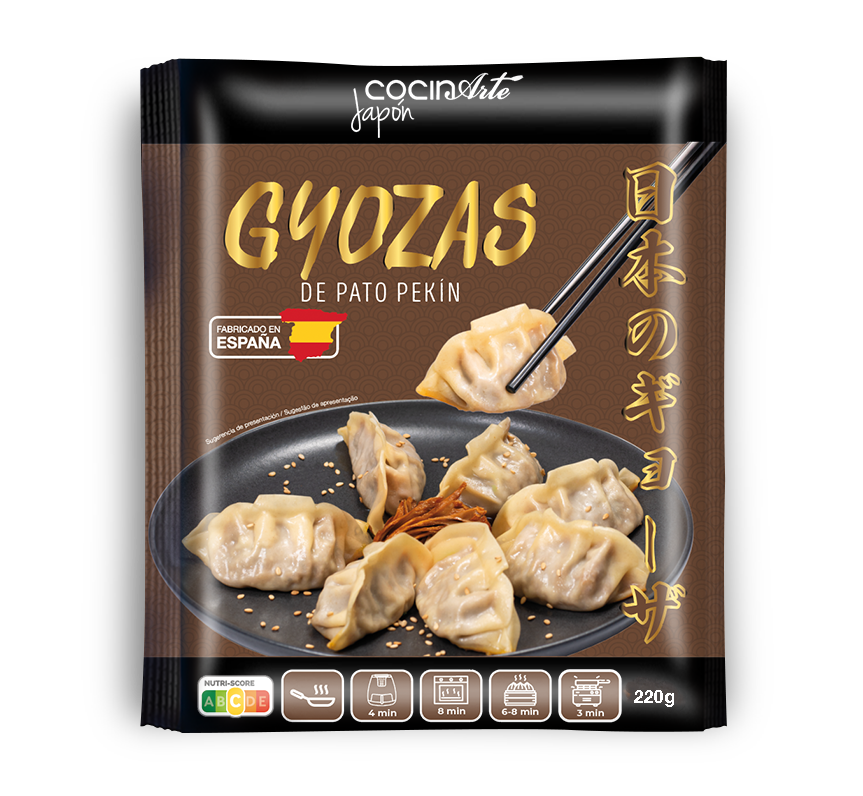 COCINArte
Japón
GYOZAS
DE PATO PEKÍN
FABRICADO EN
ESPAÑA
日本のギョーザ
Sugerencia de presentación / Sugestão de apresentação
NUTRI-SCORE
A B C D E
4 min
8 min
6-8 min
3 min
220g